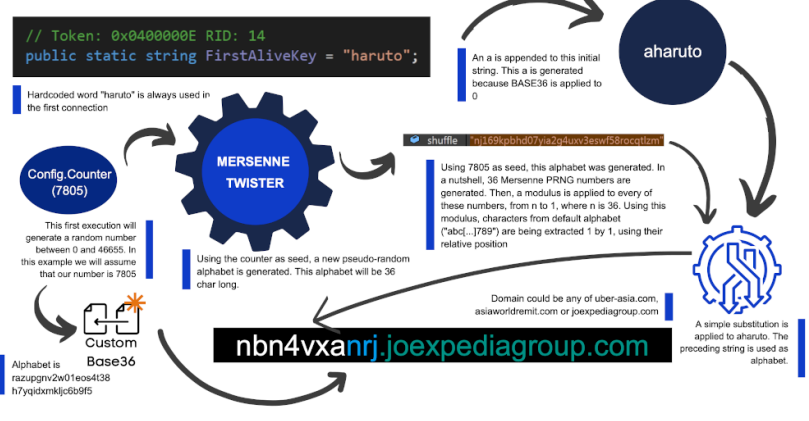 // Token: 0x0400000E RID: 14
public static string FirstAliveKey = "haruto";
Hardcoded word "haruto" is always used in
the first connection
An a is appended to this initial
string. This a is generated
because BASE36 is applied to
0
aharuto
Config.Counter
(7805)
MERSENNE
TWISTER
shuffle "nj169kpbhd07yia2g4uxv3eswf58rocqtlzm"
Using 7805 as seed, this alphabet was generated. In
a nutshell, 36 Mersenne PRNG numbers are
generated. Then, a modulus is applied to every of
these numbers, from n to 1, where n is 36. Using this
modulus, characters from default alphabet
("abc[...]789") are being extracted 1 by 1, using their
relative position
This first execution will
generate a random number
between 0 and 46655. In
this example we will assume
that our number is 7805
Using the counter as seed, a new pseudo-random
alphabet is generated. This alphabet will be 36
char long.
Custom
Base36
Alphabet is
razupgnv2w01eos4t38
h7yqidxmkljc6b9f5
Domain could be any of uber-asia.com,
asiaworldremit.com or joexpediagroup.com
nbn4vxanrj.joexpediagroup.com
A simple substitution is
applied to aharuto. The
preceding string is used as
alphabet.